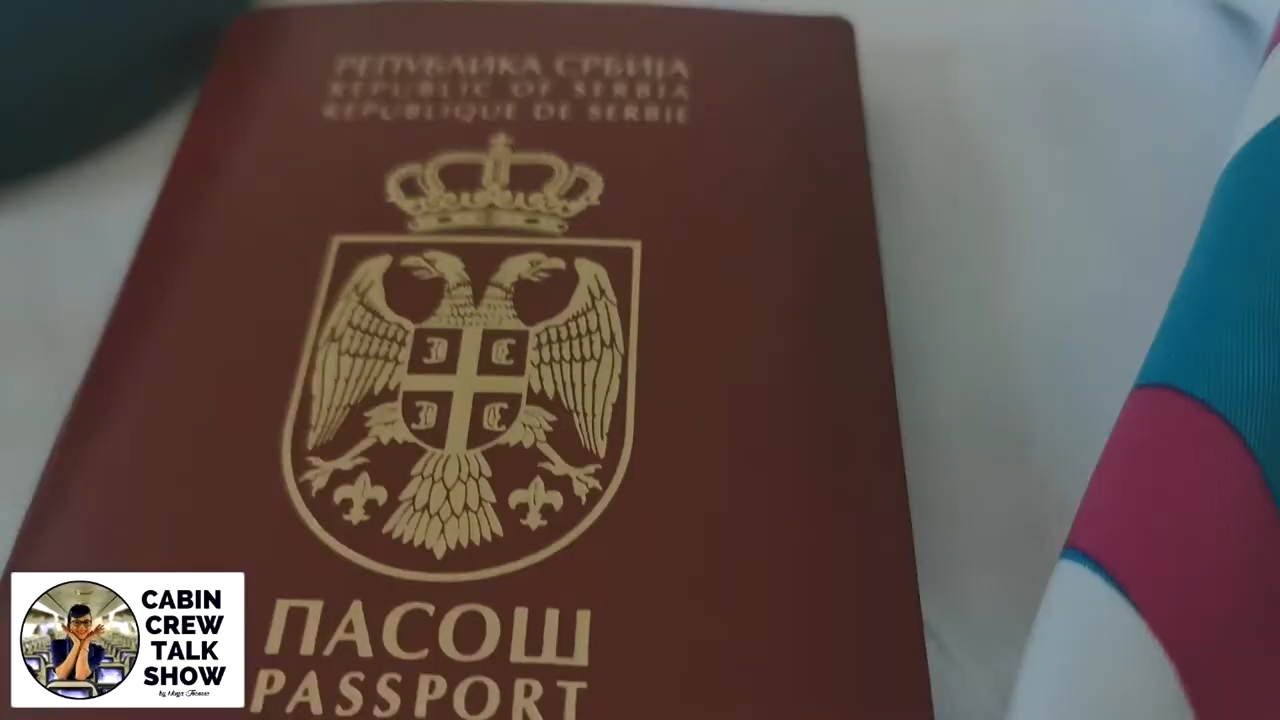 РЕПУБЛИКА СРБИЈА
REPUBLIC OF SERBIA
REPUBLIQUE DE SERBIE
ПАСОШ
PASSPORT
CABIN
CREW
TALK
SHOW